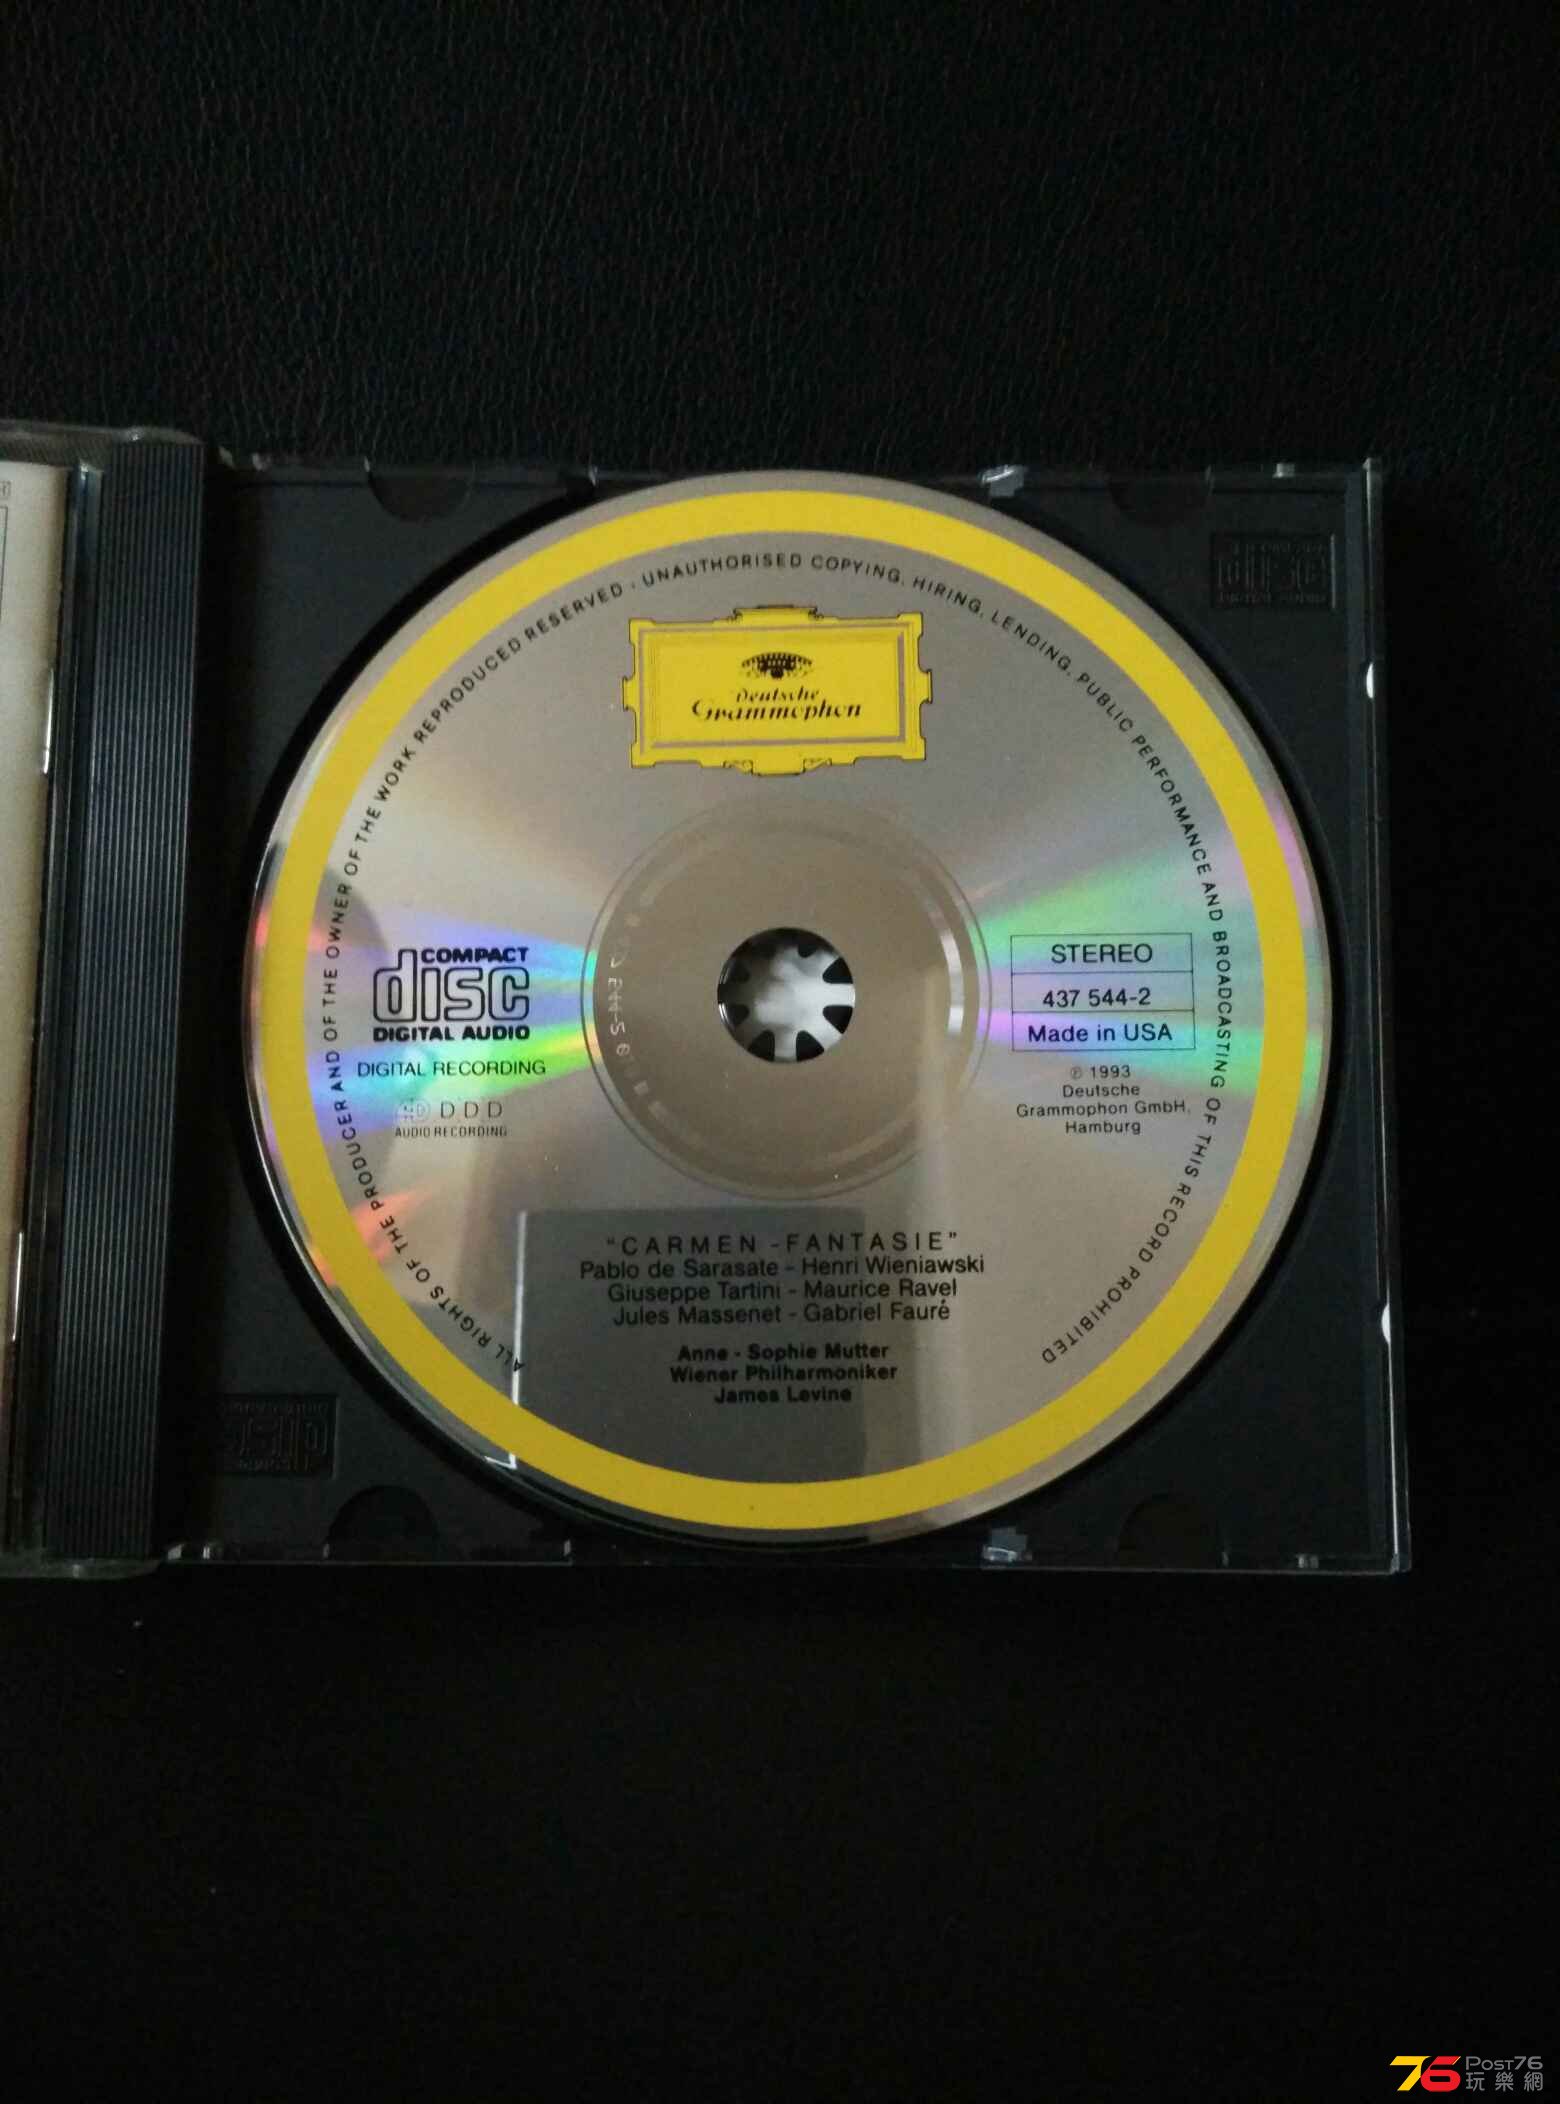 ALL RIGHTS OF THE PRODUCER AND OF THE OWNER OF THE WORK REPRODUCED RESERVED · UNAUTHORISED COPYING, HIRING, LENDING, PUBLIC PERFORMANCE AND BROADCASTING OF THIS RECORD PROHIBITED
Deutsche
Grammophon
COMPACT
disc
DIGITAL AUDIO
DIGITAL RECORDING
DDD
AUDIO RECORDING
STEREO
437 544-2
Made in USA
℗ 1993
Deutsche
Grammophon GmbH,
Hamburg
"CARMEN - FANTASIE"
Pablo de Sarasate - Henri Wieniawski
Giuseppe Tartini - Maurice Ravel
Jules Massenet - Gabriel Fauré
Anne - Sophie Mutter
Wiener Philharmoniker
James Levine
76 POST76
玩樂網